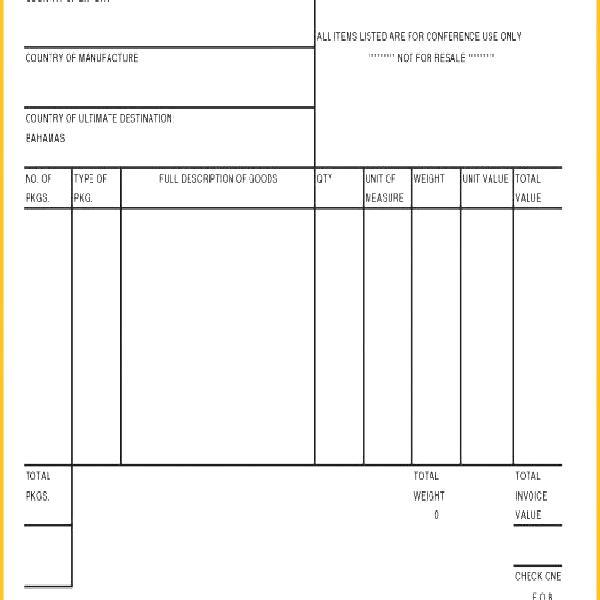 ALL ITEMS LISTED ARE FOR CONFERENCE USE ONLY
COUNTRY OF MANUFACTURE
******** NOT FOR RESALE ********
COUNTRY OF ULTIMATE DESTINATION
BAHAMAS
NO. OF PKGS.
TYPE OF PKG.
FULL DESCRIPTION OF GOODS
QTY
UNIT OF MEASURE
WEIGHT
UNIT VALUE
TOTAL VALUE
TOTAL PKGS.
TOTAL WEIGHT
0
TOTAL INVOICE VALUE
CHECK ONE
F.O.B.